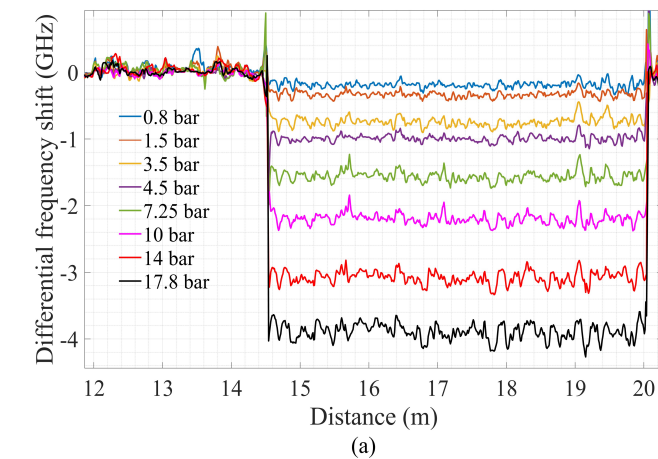 Differential frequency shift (GHz)
0
-1
-2
-3
-4
0.8 bar
1.5 bar
3.5 bar
4.5 bar
7.25 bar
10 bar
14 bar
17.8 bar
12 13 14 15 16 17 18 19 20
Distance (m)
(a)